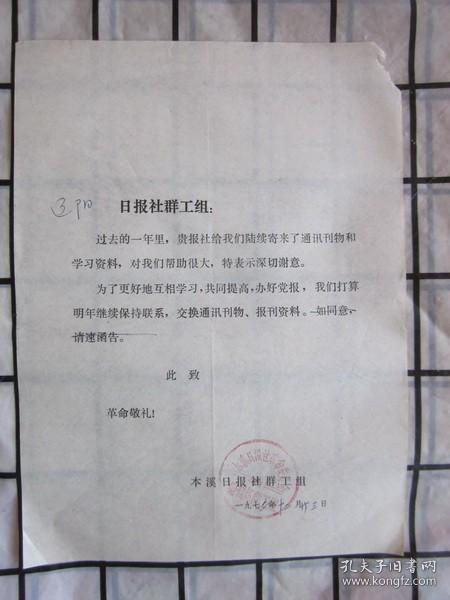 日报社群工组:
过去的一年里,贵报社给我们陆续寄来了通讯刊物和
学习资料,对我们帮助很大,特表示深切谢意。
为了更好地互相学习,共同提高,办好党报,我们打算
明年继续保持联系,交换通讯刊物、报刊资料。如同意,
请速函告。
此致
革命敬礼!
本溪日报社群工组
孔夫子旧书网
www.kongfz.com